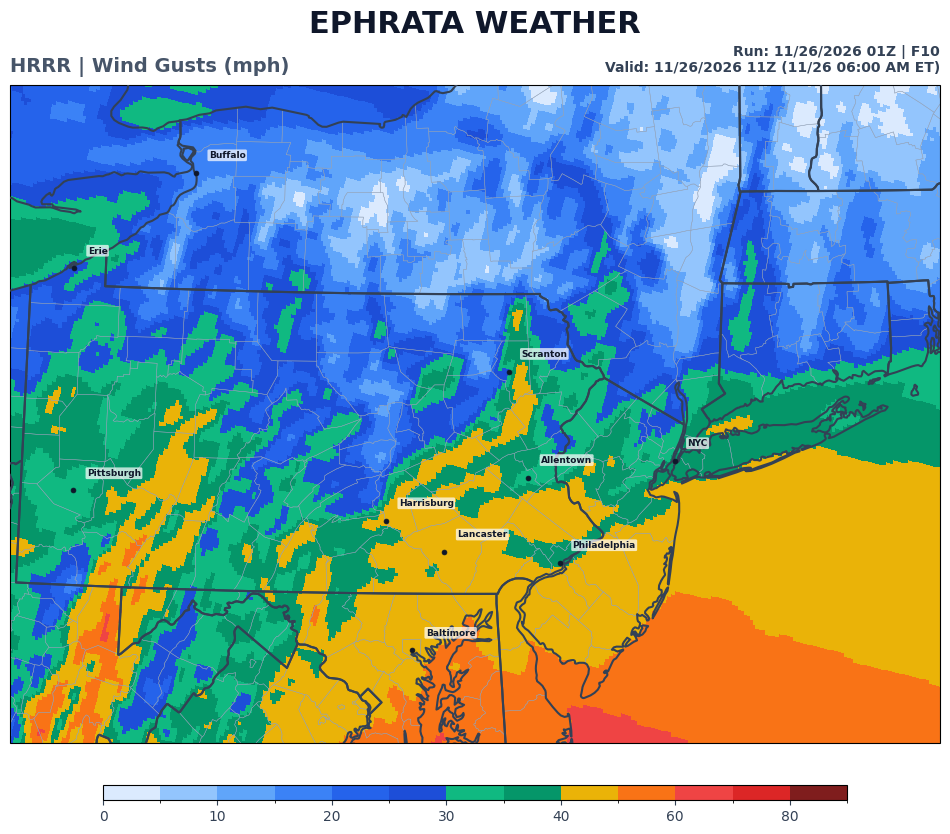 EPHRATA WEATHER
HRRR | Wind Gusts (mph)
Run: 11/26/2026 01Z | F10
Valid: 11/26/2026 11Z (11/26 06:00 AM ET)
Buffalo
Erie
Scranton
NYC
Allentown
Pittsburgh
Harrisburg
Lancaster
Philadelphia
Baltimore
0 10 20 30 40 50 60 70 80